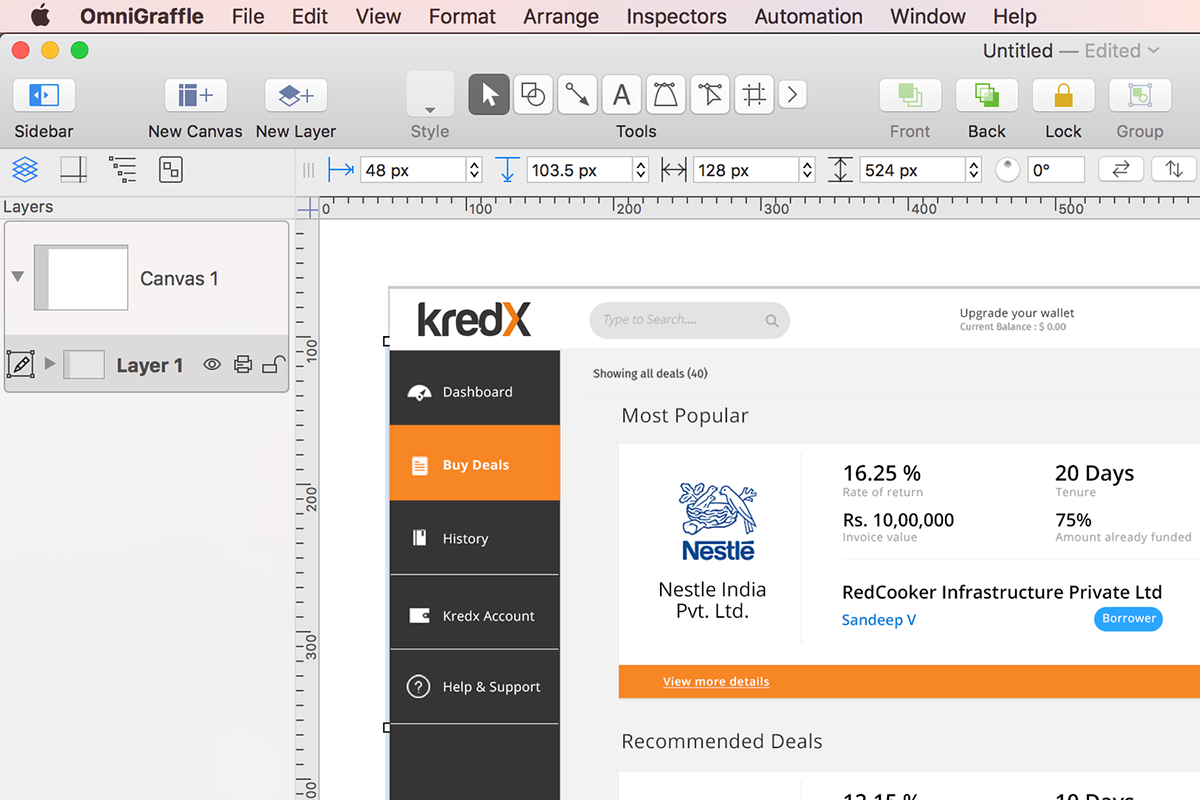 OmniGraffle File Edit View Format Arrange Inspectors Automation Window Help
Untitled — Edited
Sidebar New Canvas New Layer Style Tools Front Back Lock Group
48 px 103.5 px 128 px 524 px 0°
Layers
0 100 200 300 400 500
Canvas 1
Layer 1
100
200
300
00
kredX
Type to Search....
Upgrade your wallet
Current Balance : $ 0.00
Dashboard
Buy Deals
History
Kredx Account
Help & Support
Showing all deals (40)
Most Popular
Nestlé
Nestle India
Pvt. Ltd.
16.25 % 20 Days
Rate of return Tenure
Rs. 10,00,000 75%
Invoice value Amount already funded
RedCooker Infrastructure Private Ltd
Sandeep V Borrower
View more details
Recommended Deals
12.15 % 10 Days